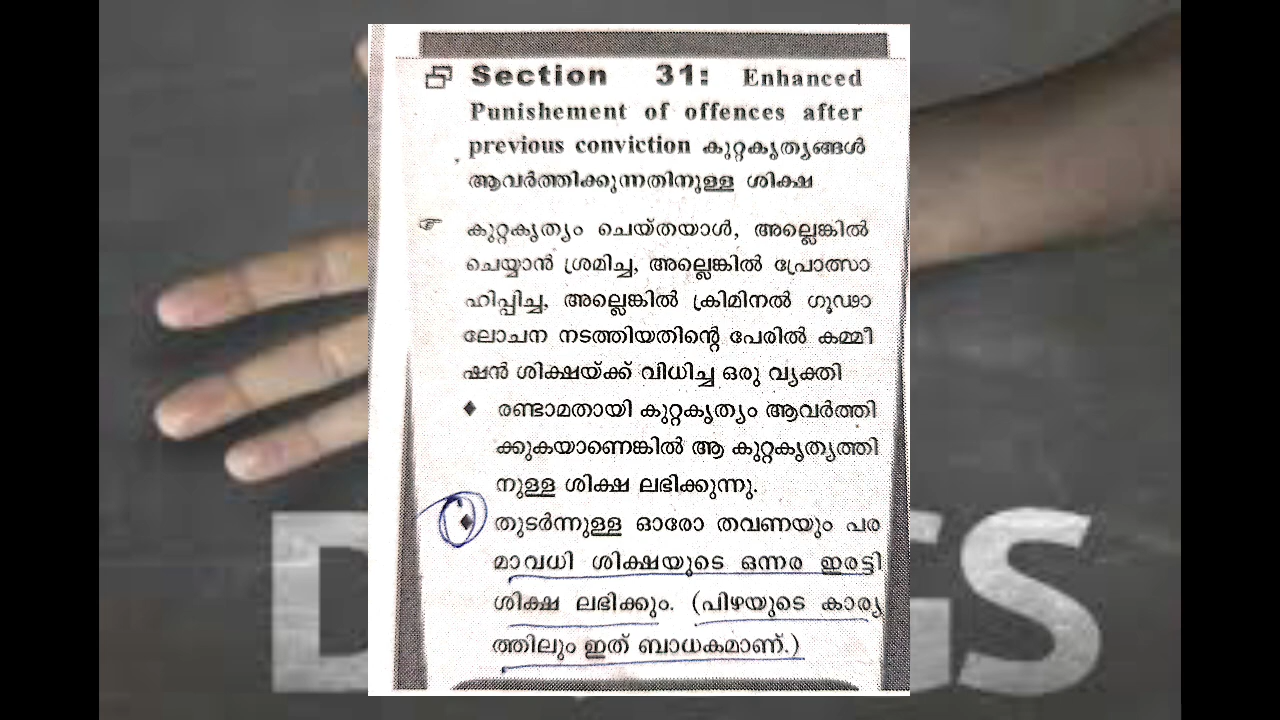 Section 31: Enhanced
Punishement of offences after
previous conviction കുറ്റകൃത്യങ്ങൾ
ആവർത്തിക്കുന്നതിനുള്ള ശിക്ഷ
കുറ്റകൃത്യം ചെയ്തയാൾ, അല്ലെങ്കിൽ
ചെയ്യാൻ ശ്രമിച്ച, അല്ലെങ്കിൽ പ്രോത്സാ
ഹിപ്പിച്ച, അല്ലെങ്കിൽ ക്രിമിനൽ ഗൂഢാ
ലോചന നടത്തിയതിന്റെ പേരിൽ കമ്മീ
ഷൻ ശിക്ഷയ്ക്ക് വിധിച്ച ഒരു വ്യക്തി
♦ രണ്ടാമതായി കുറ്റകൃത്യം ആവർത്തി
ക്കുകയാണെങ്കിൽ ആ കുറ്റകൃത്യത്തി
നുള്ള ശിക്ഷ ലഭിക്കുന്നു.
♦ തുടർന്നുള്ള ഓരോ തവണയും പര
മാവധി ശിക്ഷയുടെ ഒന്നര ഇരട്ടി
ശിക്ഷ ലഭിക്കും. (പിഴയുടെ കാര്യ
ത്തിലും ഇത് ബാധകമാണ്.)